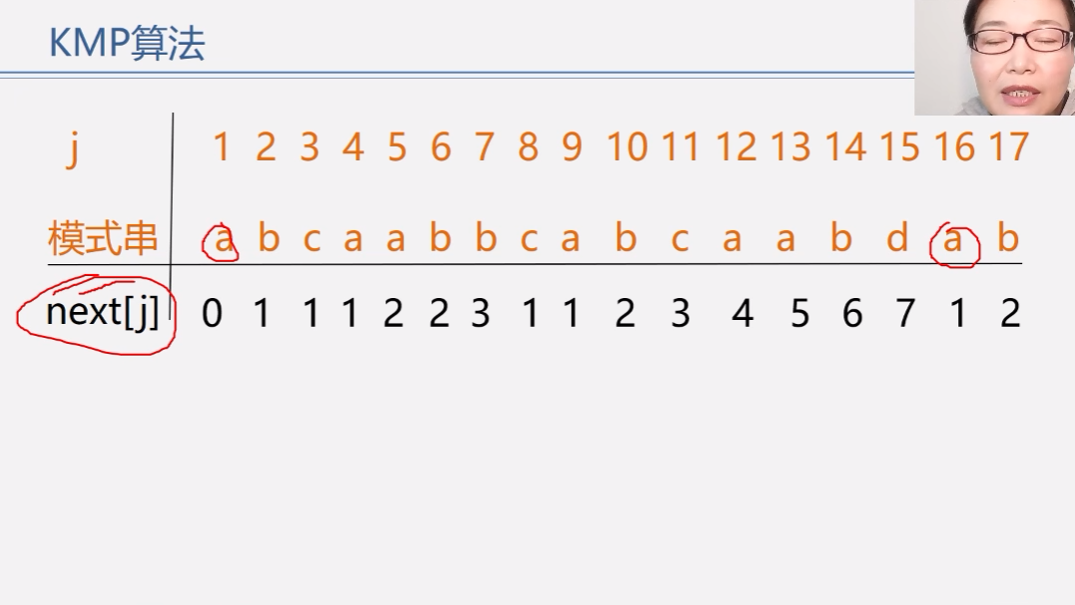 KMP算法
j 1 2 3 4 5 6 7 8 9 10 11 12 13 14 15 16 17
模式串 a b c a a b b c a b c a a b d a b
next[j] 0 1 1 1 2 2 3 1 1 2 3 4 5 6 7 1 2